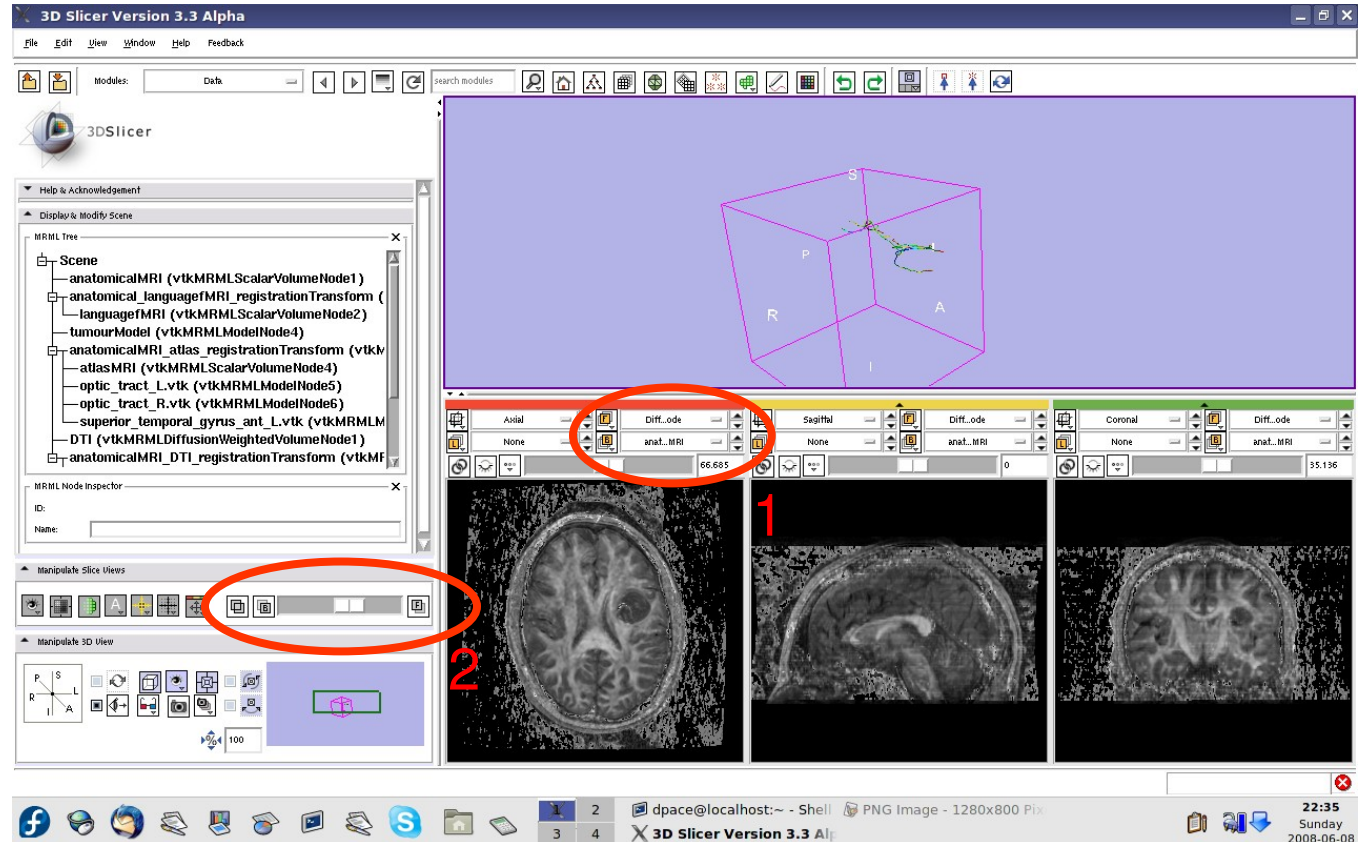 3D Slicer Version 3.3 Alpha
File Edit View Window Help Feedback
Modules: Data search modules
3DSlicer
Help & Acknowledgement
Display & Modify Scene
MRML Tree
Scene
anatomicalMRI (vtkMRMLScalarVolumeNode1)
anatomical_languagefMRI_registrationTransform (
languagefMRI (vtkMRMLScalarVolumeNode2)
tumourModel (vtkMRMLModelNode4)
anatomicalMRI_atlas_registrationTransform (vtkM
atlasMRI (vtkMRMLScalarVolumeNode4)
optic_tract_L.vtk (vtkMRMLModelNode5)
optic_tract_R.vtk (vtkMRMLModelNode6)
superior_temporal_gyrus_ant_L.vtk (vtkMRMLM
DTI (vtkMRMLDiffusionWeightedVolumeNode1)
anatomicalMRI_DTI_registrationTransform (vtkMF
MRML Node Inspector
ID:
Name:
Manipulate Slice Views
B F
2
Manipulate 3D View
P S
R L
I A
100
S
P
R A
I
Axial F Diff...ode
L None B anat...MRI
66.685
Sagittal F Diff...ode
L None B anat...MRI
0
Coronal F Diff...ode
L None B anat...MRI
35.136
1
1 2
3 4
dpace@localhost:~ - Shell
PNG Image - 1280x800 Pix
3D Slicer Version 3.3 Alp
22:35
Sunday
2008-06-08